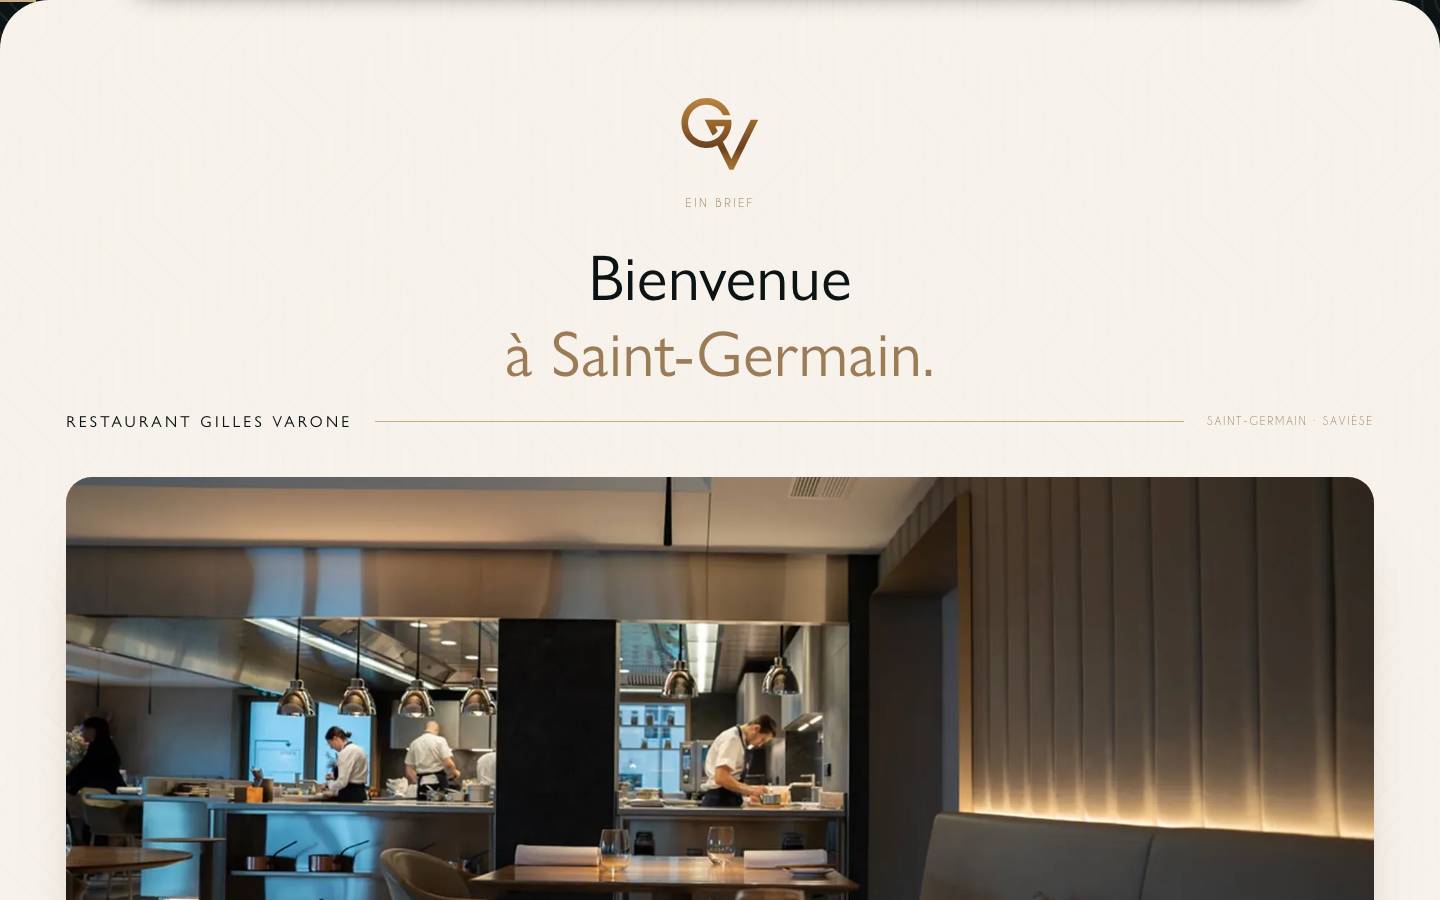 GV
EIN BRIEF
Bienvenue
à Saint-Germain.
RESTAURANT GILLES VARONE
SAINT-GERMAIN · SAVIÈSE